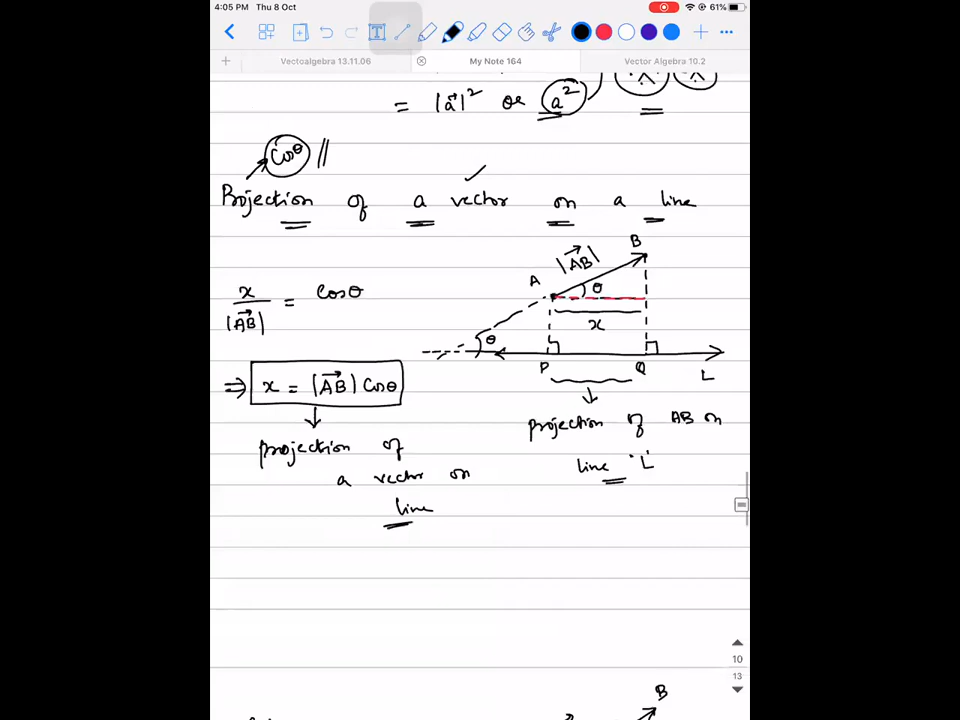 4:05 PM Thu 8 Oct 61%
Vectoalgebra 13.11.06 My Note 164 Vector Algebra 10.2
= |a⃗|² or a²
Cosθ //
Projection of a vector on a line
B
|AB⃗|
A
θ
x/|AB⃗| = Cosθ
x
θ
P Q L
⇒ x = |AB⃗| Cosθ
projection of AB on
line 'L'
projection of
a vector on
line
10
13
B